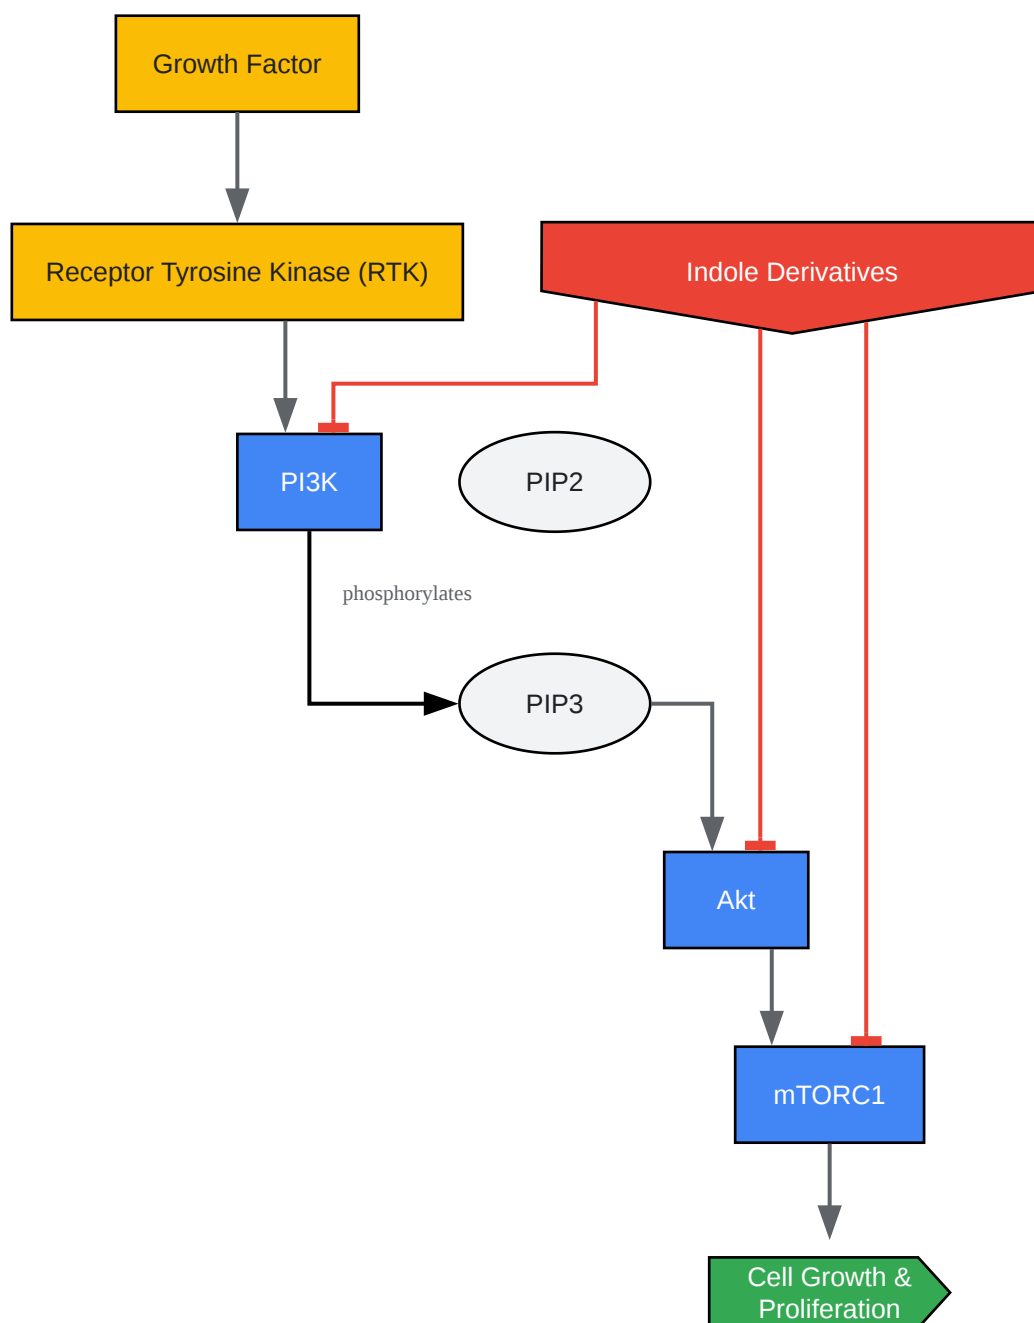 Growth Factor
Receptor Tyrosine Kinase (RTK)
Indole Derivatives
PI3K
PIP2
phosphorylates
PIP3
Akt
mTORC1
Cell Growth &
Proliferation